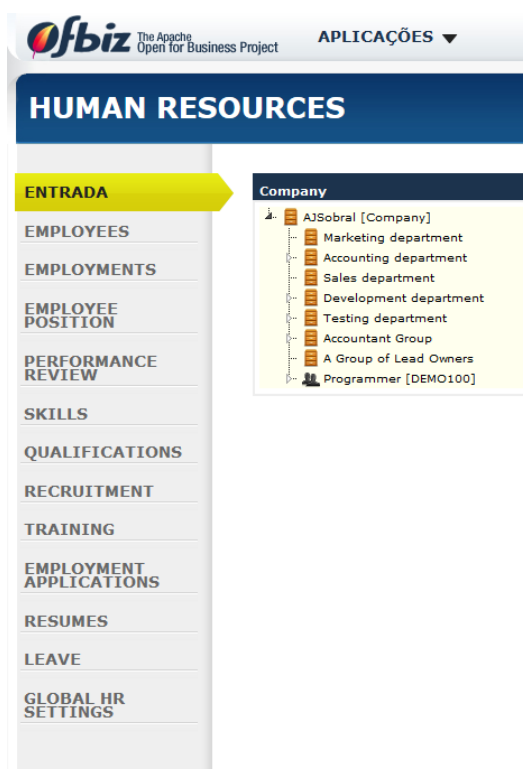 Ofbiz The Apache
Open for Business Project
APLICAÇÕES
HUMAN RESOURCES
ENTRADA
EMPLOYEES
EMPLOYMENTS
EMPLOYEE
POSITION
PERFORMANCE
REVIEW
SKILLS
QUALIFICATIONS
RECRUITMENT
TRAINING
EMPLOYMENT
APPLICATIONS
RESUMES
LEAVE
GLOBAL HR
SETTINGS
Company
AJSobral [Company]
Marketing department
Accounting department
Sales department
Development department
Testing department
Accountant Group
A Group of Lead Owners
Programmer [DEMO100]